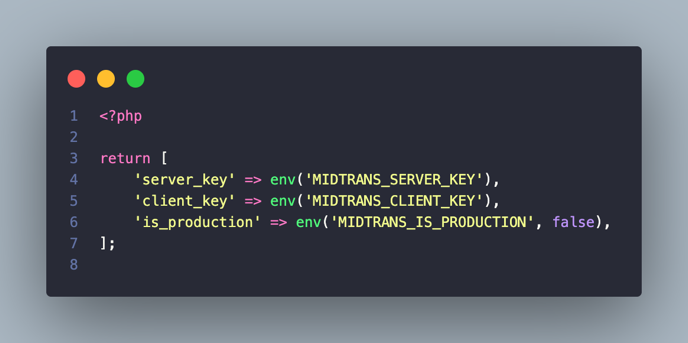 1 <?php
2
3 return [
4     'server_key' => env('MIDTRANS_SERVER_KEY'),
5     'client_key' => env('MIDTRANS_CLIENT_KEY'),
6     'is_production' => env('MIDTRANS_IS_PRODUCTION', false),
7 ];
8